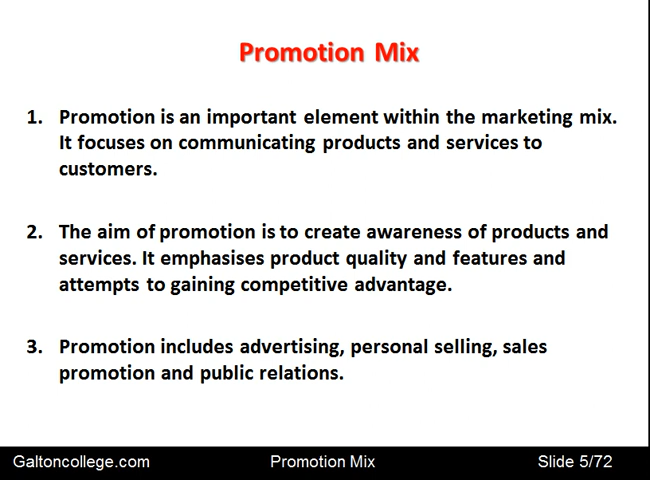 Promotion Mix
1. Promotion is an important element within the marketing mix.
It focuses on communicating products and services to
customers.
2. The aim of promotion is to create awareness of products and
services. It emphasises product quality and features and
attempts to gaining competitive advantage.
3. Promotion includes advertising, personal selling, sales
promotion and public relations.
Galtoncollege.com Promotion Mix Slide 5/72